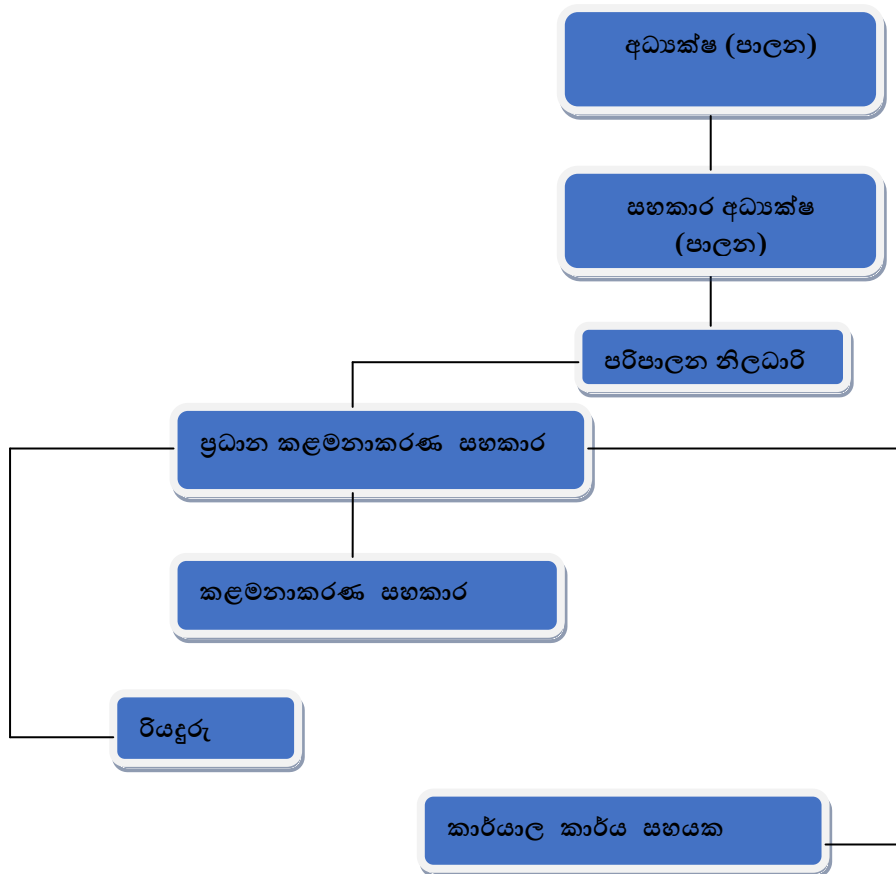 අධ්‍යක්ෂ (පාලන)
සහකාර අධ්‍යක්ෂ
(පාලන)
පරිපාලන නිලධාරී
ප්‍රධාන කළමනාකරණ සහකාර
කළමනාකරණ සහකාර
රියදුරු
කාර්යාල කාර්ය සහයක